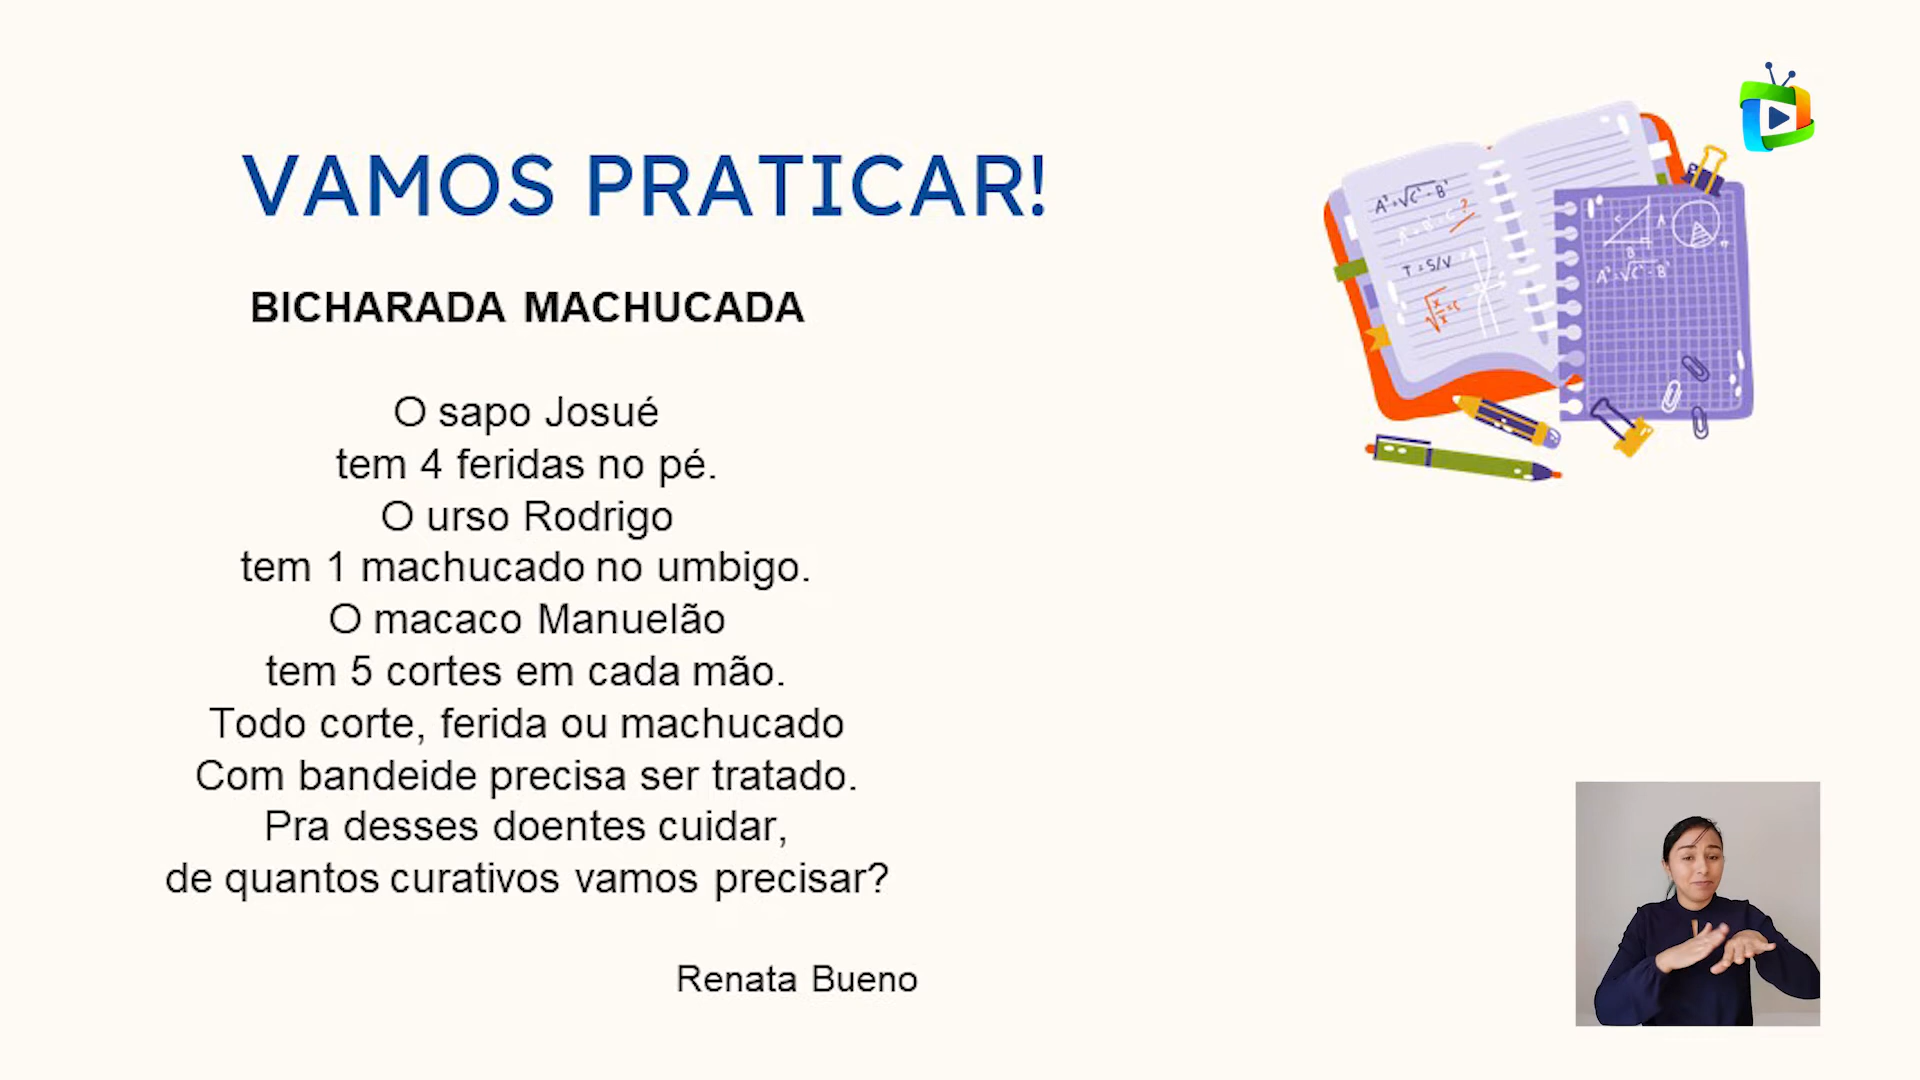 VAMOS PRATICAR!
BICHARADA MACHUCADA
O sapo Josué
tem 4 feridas no pé.
O urso Rodrigo
tem 1 machucado no umbigo.
O macaco Manuelão
tem 5 cortes em cada mão.
Todo corte, ferida ou machucado
Com bandeide precisa ser tratado.
Pra desses doentes cuidar,
de quantos curativos vamos precisar?
Renata Bueno
T = S/V